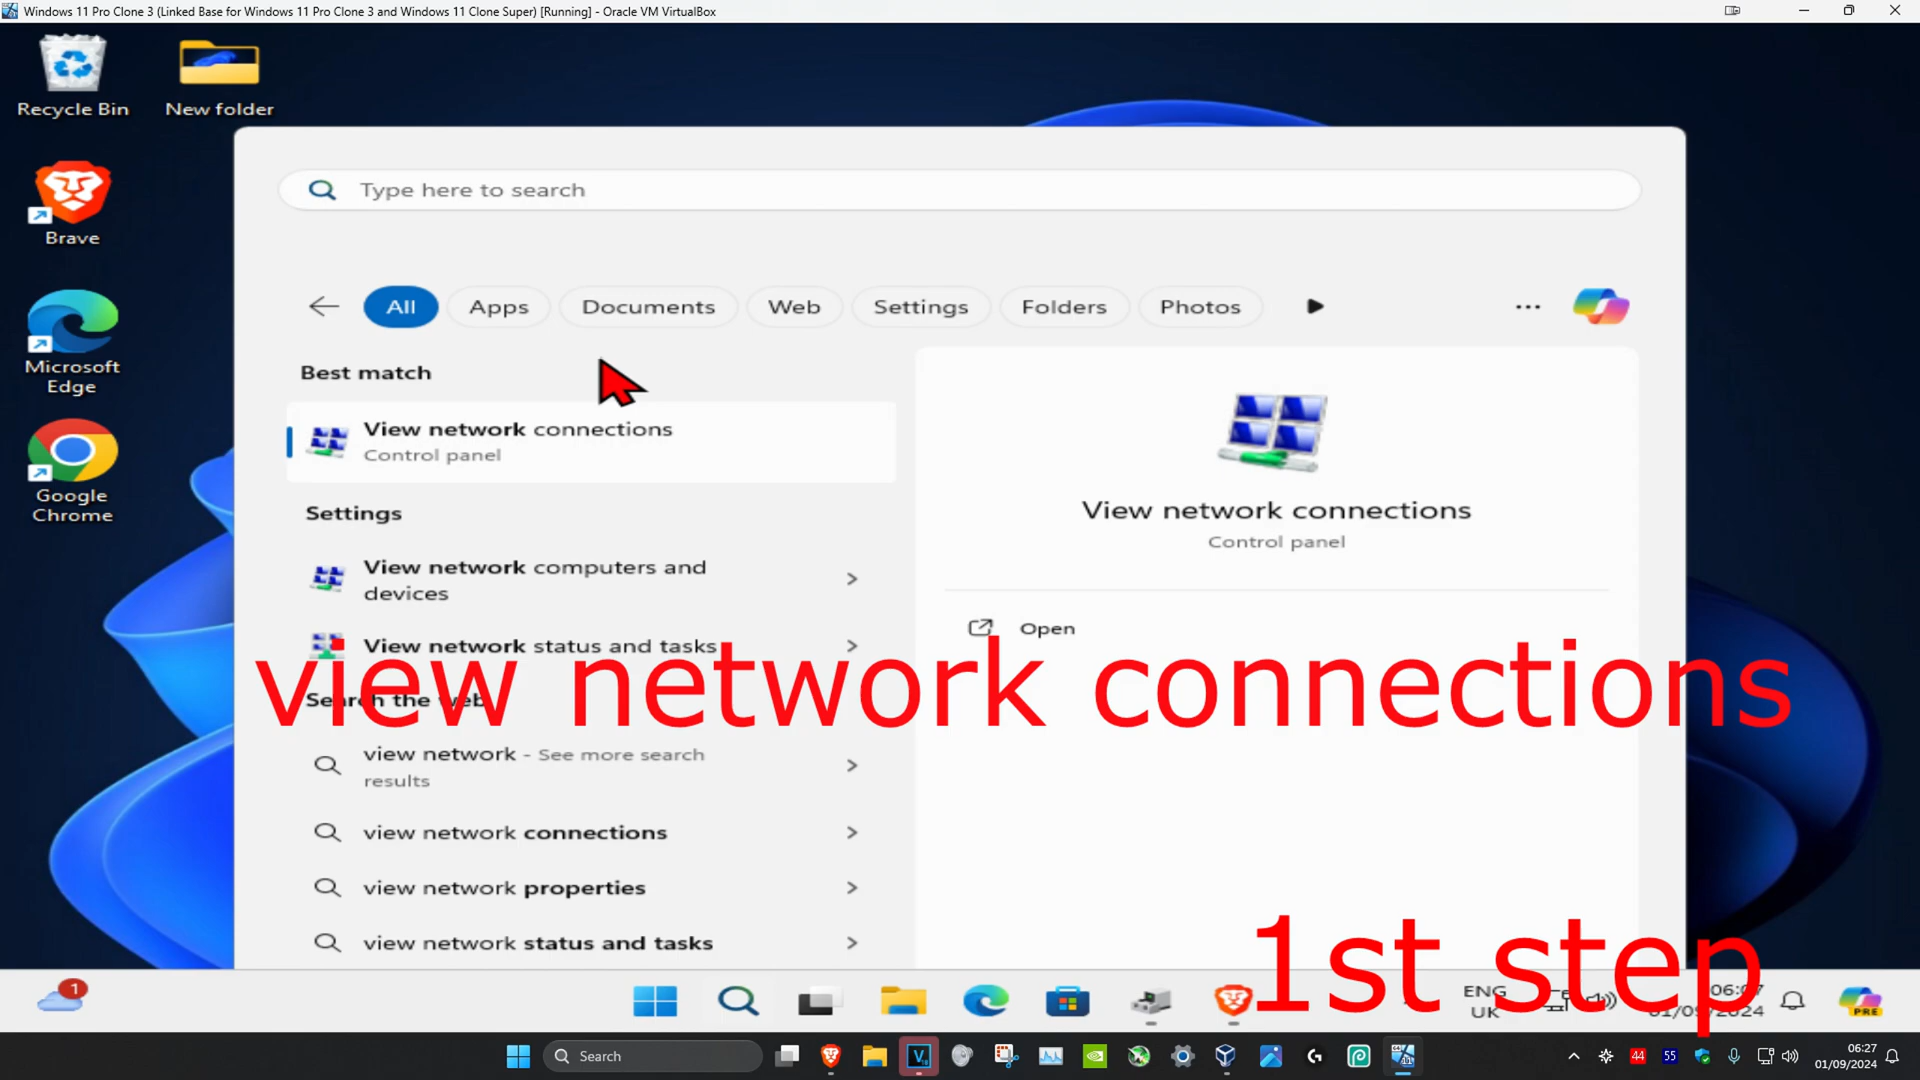 Windows 11 Pro Clone 3 (Linked Base for Windows 11 Pro Clone 3 and Windows 11 Clone Super) [Running] - Oracle VM VirtualBox
Recycle Bin
New folder
Brave
Microsoft
Edge
Google
Chrome
Type here to search
All
Apps
Documents
Web
Settings
Folders
Photos
Best match
View network connections
Control panel
Settings
View network computers and
devices
View network status and tasks
Search the web
view network - See more search
results
view network connections
view network properties
view network status and tasks
View network connections
Control panel
Open
view network connections
1st step
1
ENG
UK
06:07
01/09/2024
PRE
Search
44
55
06:27
01/09/2024